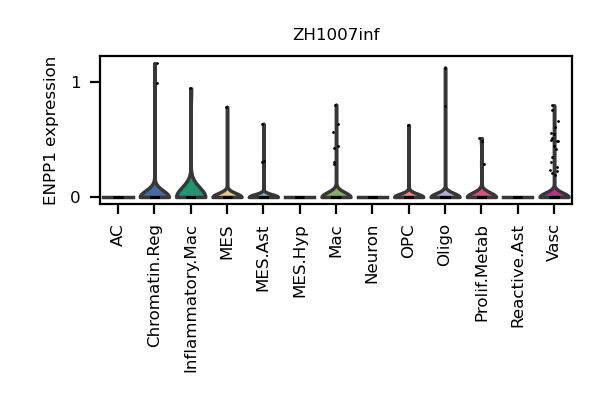 ZH1007inf
ENPP1 expression
1
0
AC
Chromatin.Reg
Inflammatory.Mac
MES
MES.Ast
MES.Hyp
Mac
Neuron
OPC
Oligo
Prolif.Metab
Reactive.Ast
Vasc